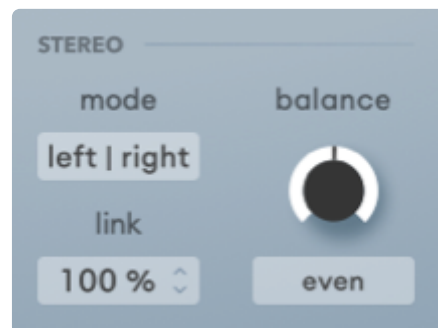 STEREO
mode
balance
left | right
link
100 %
even